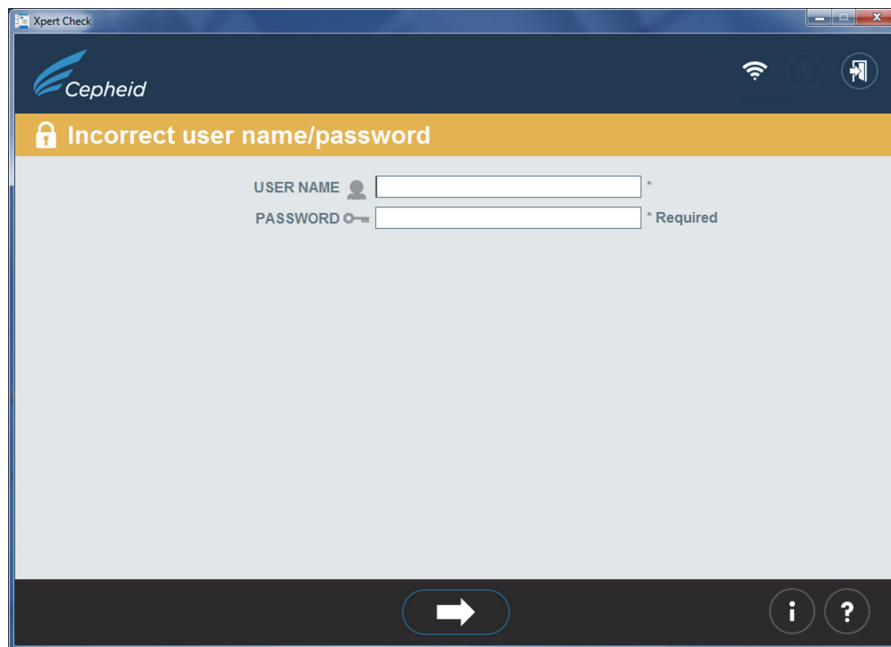 Xpert Check
Cepheid
Incorrect user name/password
USER NAME *
PASSWORD * Required
i ?